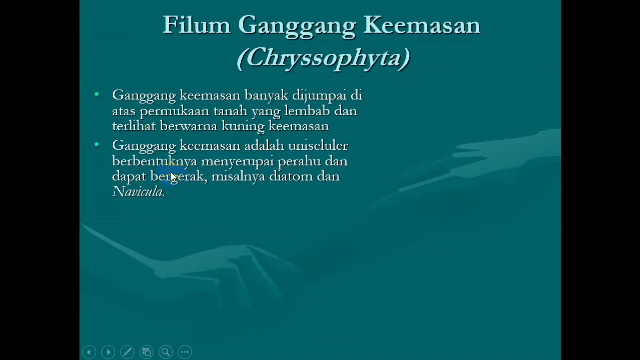 Filum Ganggang Keemasan
(Chryssophyta)
• Ganggang keemasan banyak dijumpai di
atas permukaan tanah yang lembab dan
terlihat berwarna kuning keemasan
• Ganggang keemasan adalah uniseluler
berbentuknya menyerupai perahu dan
dapat bergerak, misalnya diatom dan
Navicula.